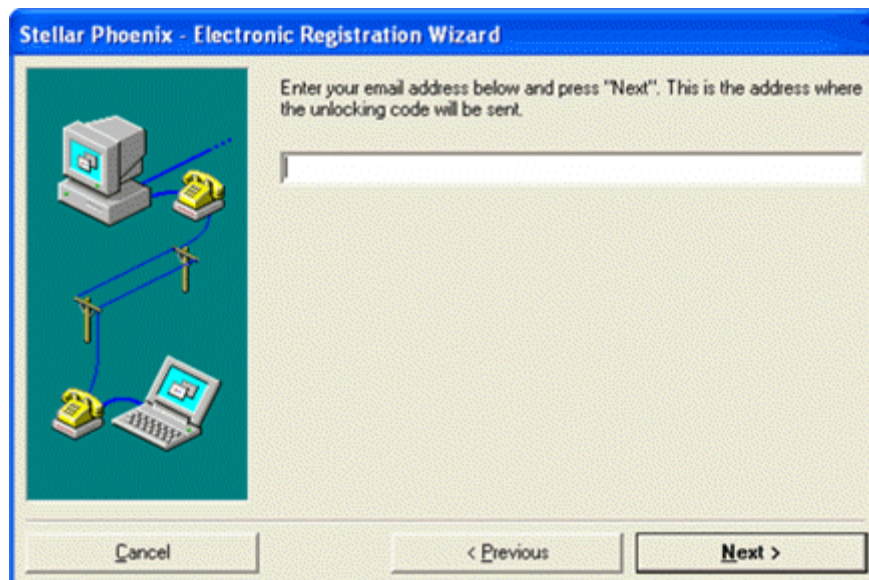 Stellar Phoenix - Electronic Registration Wizard
Enter your email address below and press "Next". This is the address where
the unlocking code will be sent.
Cancel
< Previous
Next >